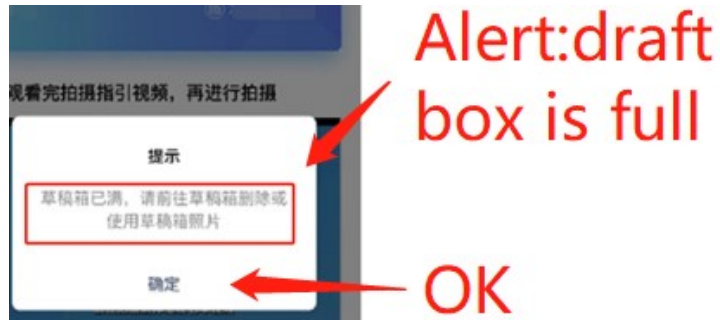 观看完拍摄指引视频，再进行拍摄
提示
草稿箱已满，请前往草稿箱删除或
使用草稿箱照片
确定
Alert:draft
box is full
OK